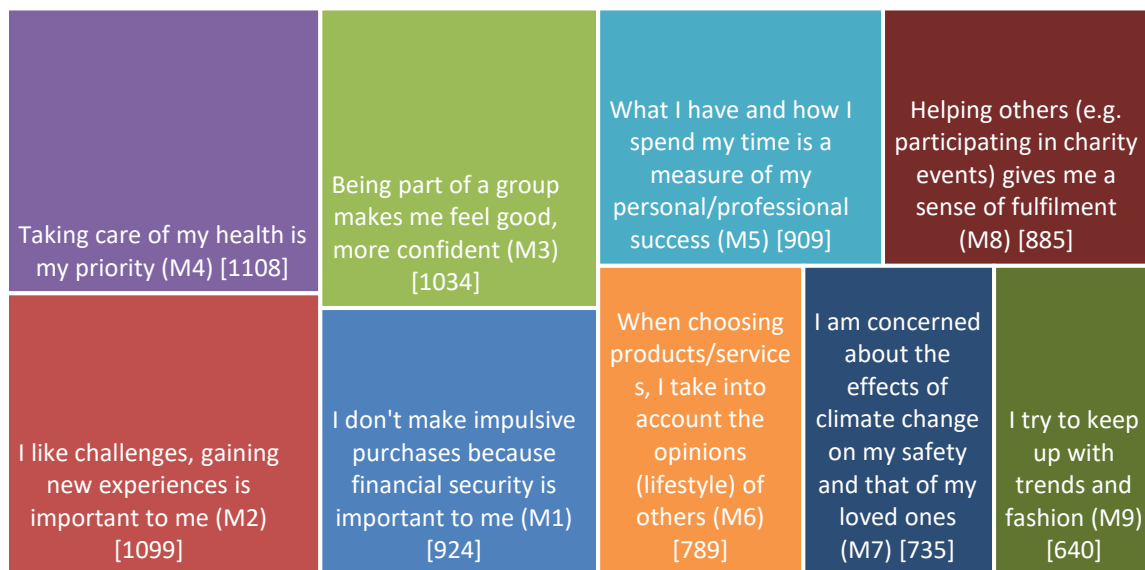 Taking care of my health is
my priority (M4) [1108]
Being part of a group
makes me feel good,
more confident (M3)
[1034]
What I have and how I
spend my time is a
measure of my
personal/professional
success (M5) [909]
Helping others (e.g.
participating in charity
events) gives me a
sense of fulfilment
(M8) [885]
I like challenges, gaining
new experiences is
important to me (M2)
[1099]
I don't make impulsive
purchases because
financial security is
important to me (M1)
[924]
When choosing
products/service
s, I take into
account the
opinions
(lifestyle) of
others (M6)
[789]
I am concerned
about the
effects of
climate change
on my safety
and that of my
loved ones
(M7) [735]
I try to keep
up with
trends and
fashion (M9)
[640]